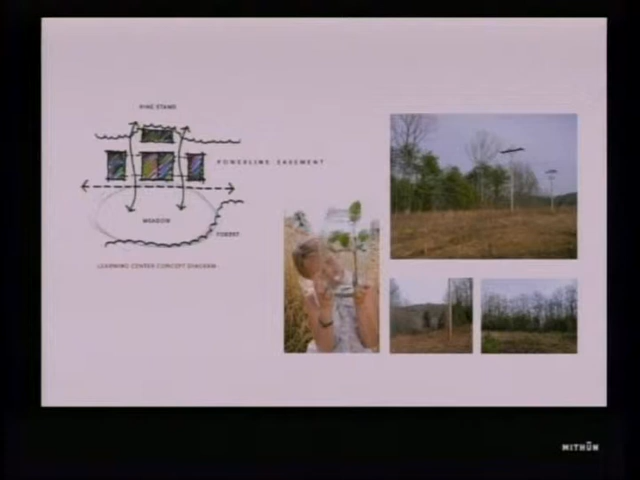 PINE STAND
POWERLINE EASEMENT
MEADOW
FOREST
LEARNING CENTER CONCEPT DIAGRAM
MITHŪN